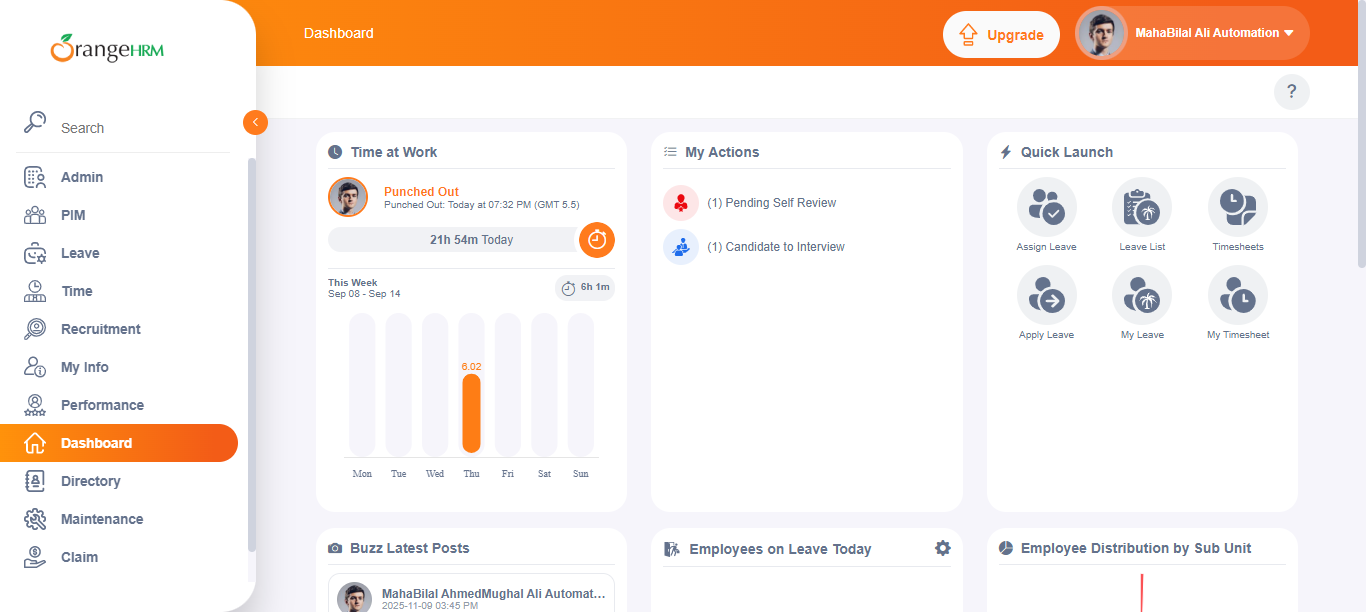 OrangeHRM
Search
Admin
PIM
Leave
Time
Recruitment
My Info
Performance
Dashboard
Directory
Maintenance
Claim
Dashboard
Upgrade
MahaBilal Ali Automation
?
Time at Work
Punched Out
Punched Out: Today at 07:32 PM (GMT 5.5)
21h 54m Today
This Week
Sep 08 - Sep 14
6h 1m
6.02
Mon Tue Wed Thu Fri Sat Sun
My Actions
(1) Pending Self Review
(1) Candidate to Interview
Quick Launch
Assign Leave
Leave List
Timesheets
Apply Leave
My Leave
My Timesheet
Buzz Latest Posts
MahaBilal AhmedMughal Ali Automat...
2025-11-09 03:45 PM
Employees on Leave Today
Employee Distribution by Sub Unit